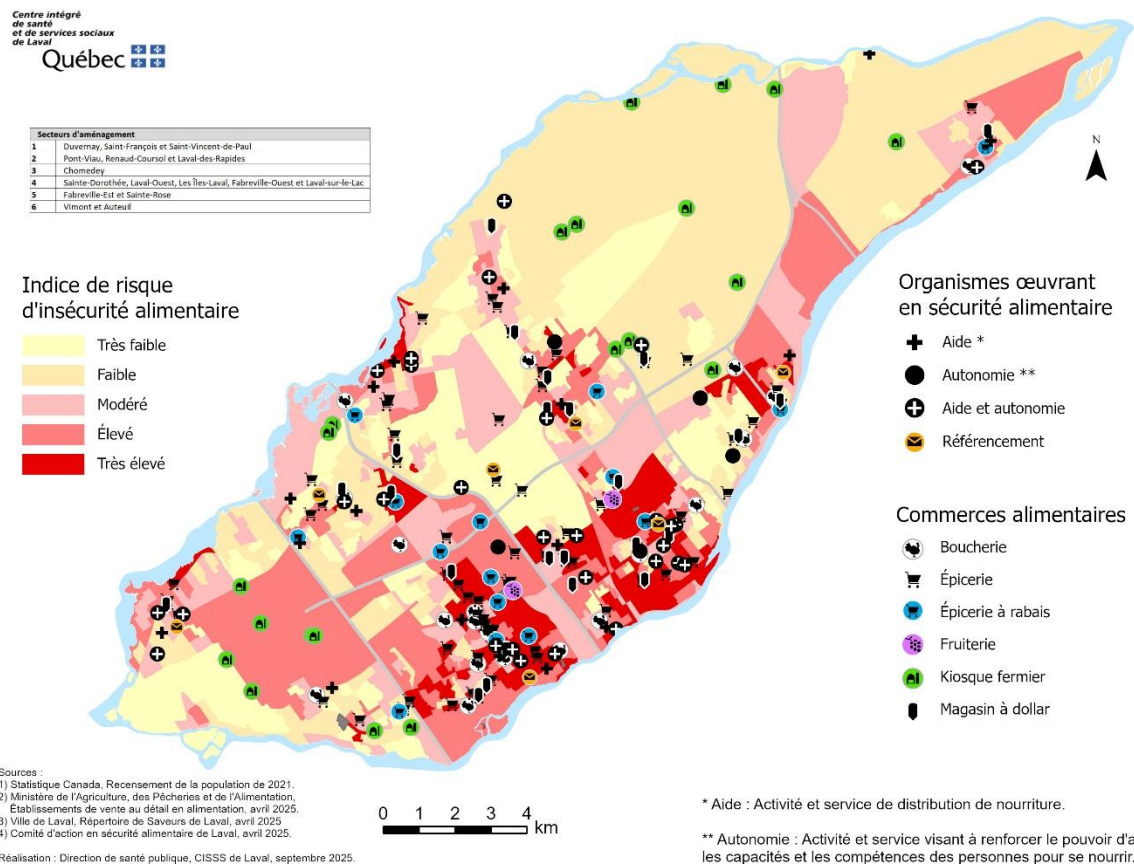 Centre intégré
de santé
et de services sociaux
de Laval
Québec
Secteurs d'aménagement
1 Duvernay, Saint-François et Saint-Vincent-de-Paul
2 Pont-Viau, Renaud-Coursol et Laval-des-Rapides
3 Chomedey
4 Sainte-Dorothée, Laval-Ouest, Les Îles-Laval, Fabreville-Ouest et Laval-sur-le-Lac
5 Fabreville-Est et Sainte-Rose
6 Vimont et Auteuil
N
Indice de risque
d'insécurité alimentaire
Très faible
Faible
Modéré
Élevé
Très élevé
Organismes œuvrant
en sécurité alimentaire
Aide *
Autonomie **
Aide et autonomie
Référencement
Commerces alimentaires
Boucherie
Épicerie
Épicerie à rabais
Fruiterie
Kiosque fermier
Magasin à dollar
Sources :
1) Statistique Canada, Recensement de la population de 2021.
2) Ministère de l'Agriculture, des Pêcheries et de l'Alimentation,
Établissements de vente au détail en alimentation, avril 2025
3) Ville de Laval, Répertoire de Saveurs de Laval, avril 2025
4) Comité d'action en sécurité alimentaire de Laval, avril 2025.
Réalisation : Direction de santé publique, CISSS de Laval, septembre 2025.
0 1 2 3 4 km
* Aide : Activité et service de distribution de nourriture.
** Autonomie : Activité et service visant à renforcer le pouvoir d'a
les capacités et les compétences des personnes pour se nourrir.